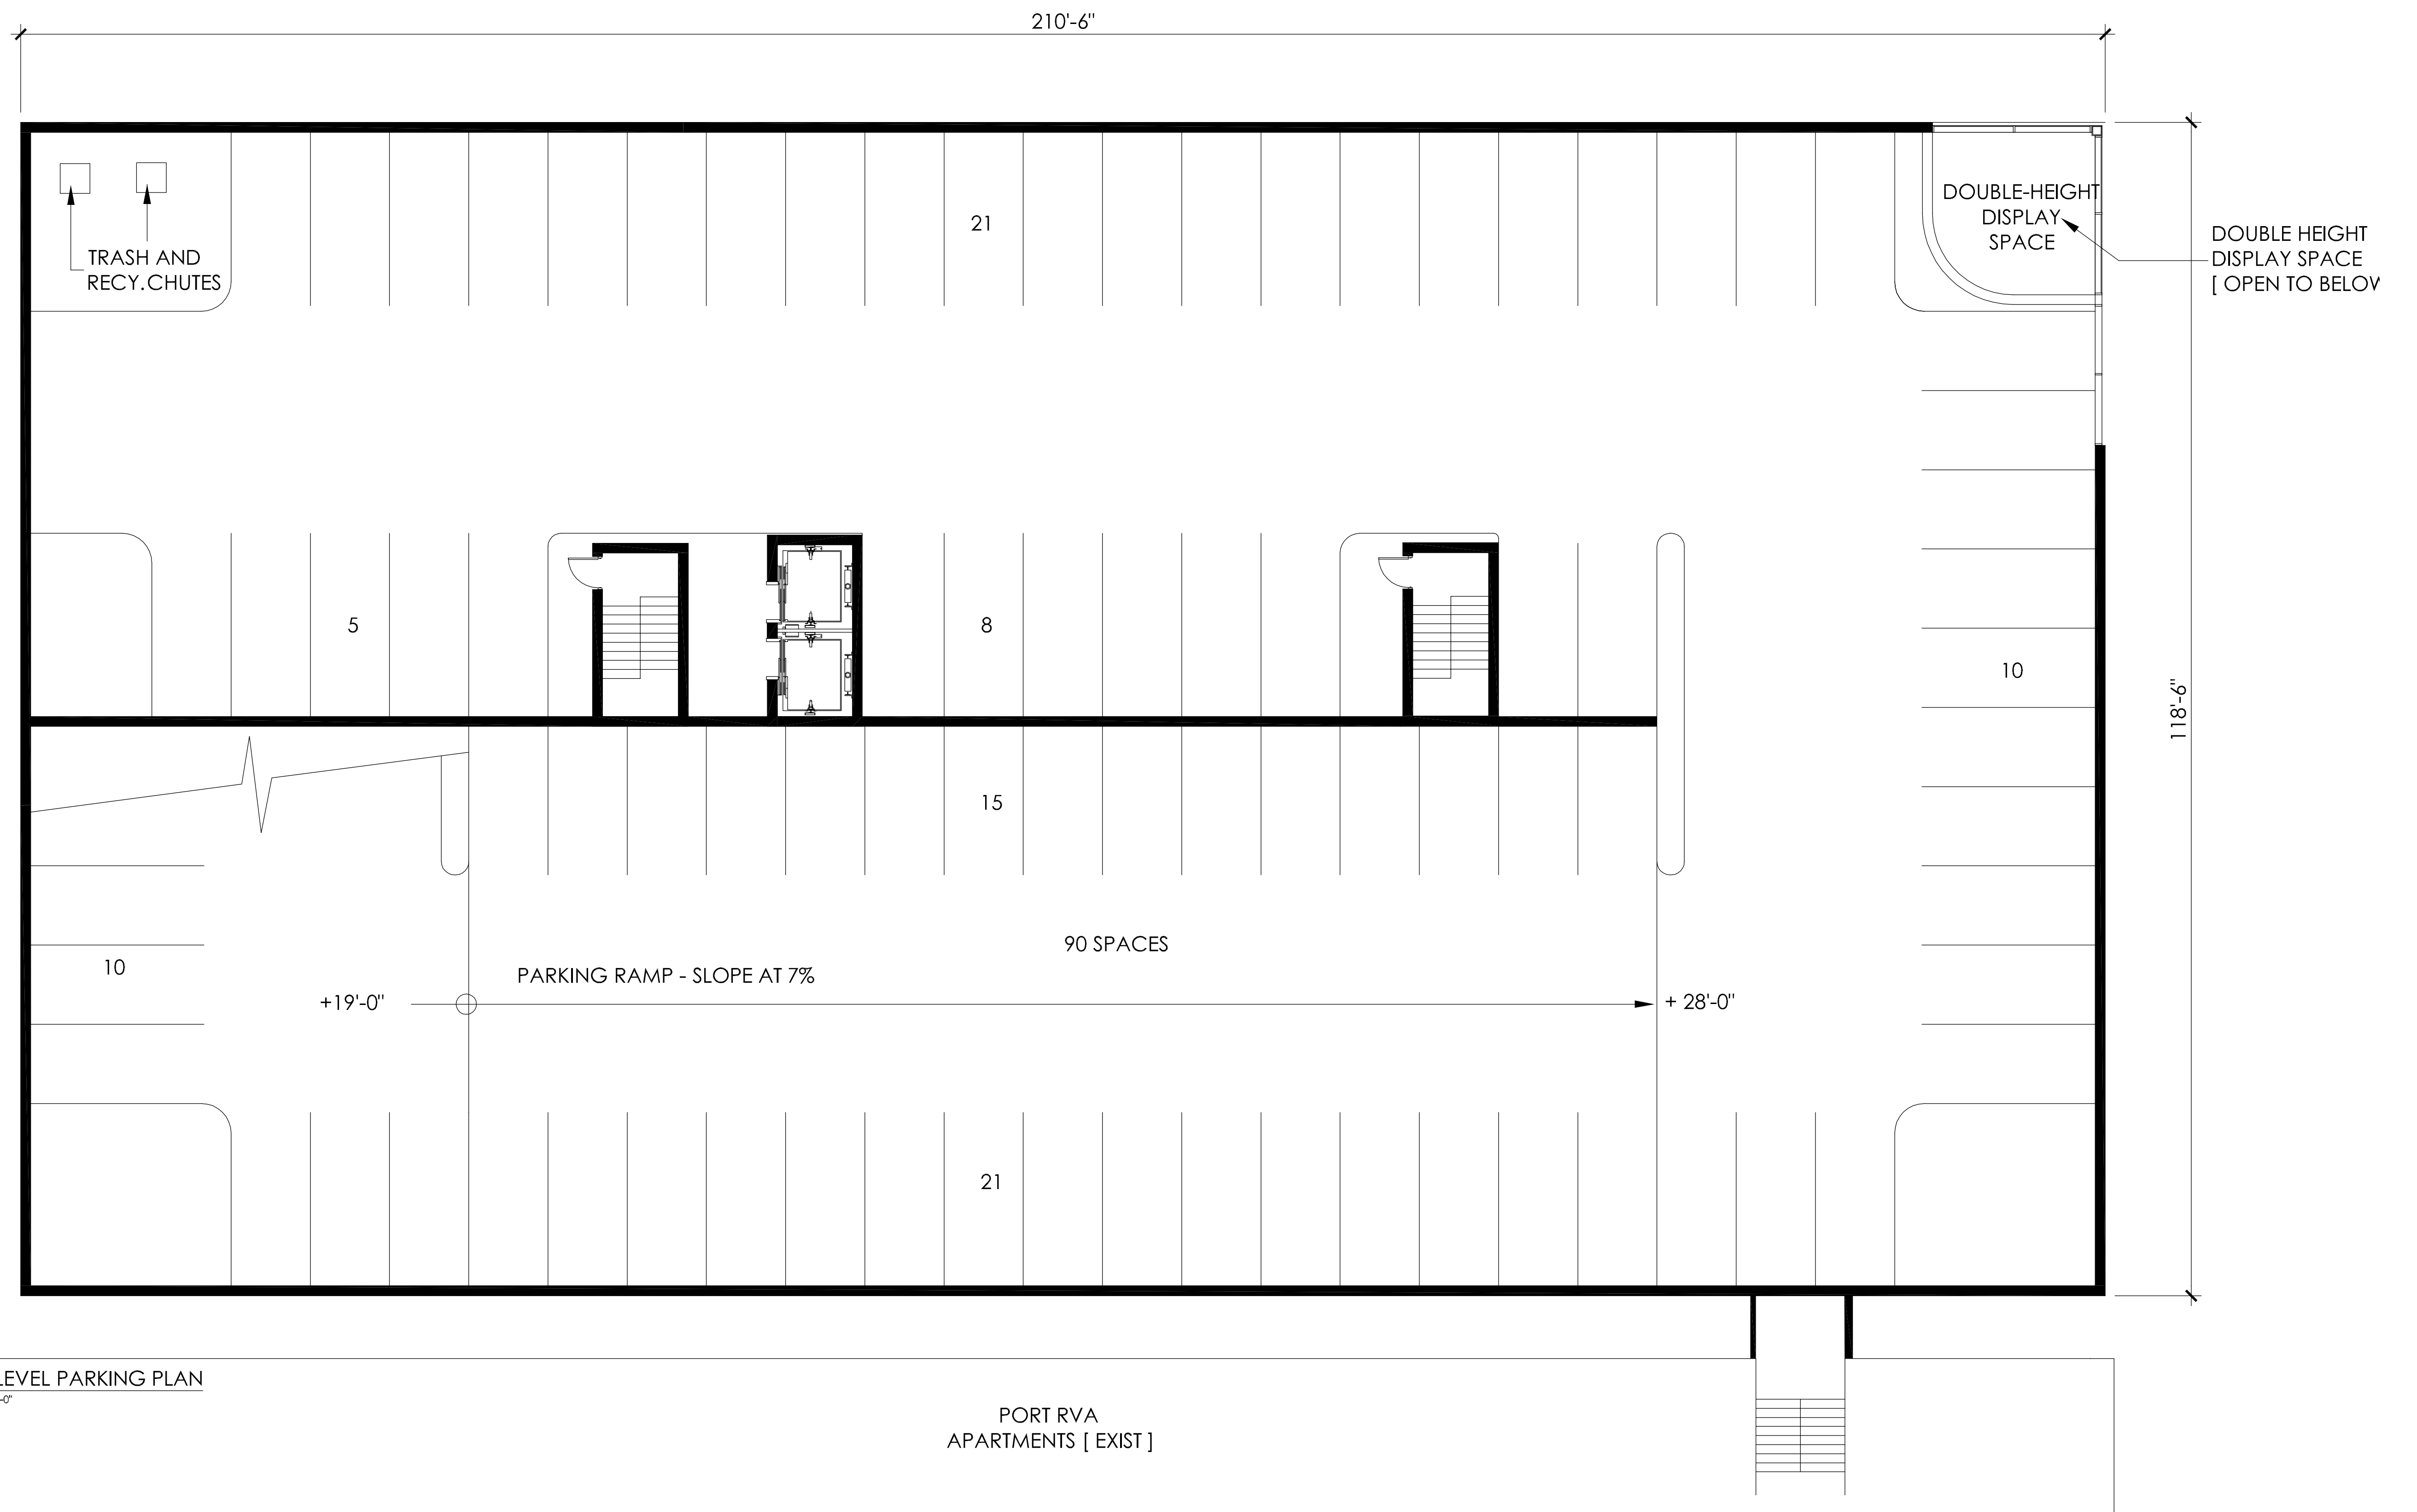 210'-6"
21
TRASH AND
RECY.CHUTES
DOUBLE-HEIGHT
DISPLAY
SPACE
DOUBLE HEIGHT
DISPLAY SPACE
[ OPEN TO BELOW
5
8
10
118'-6"
15
90 SPACES
10
PARKING RAMP - SLOPE AT 7%
+19'-0"
+ 28'-0"
21
LEVEL PARKING PLAN
-0"
PORT RVA
APARTMENTS [ EXIST ]